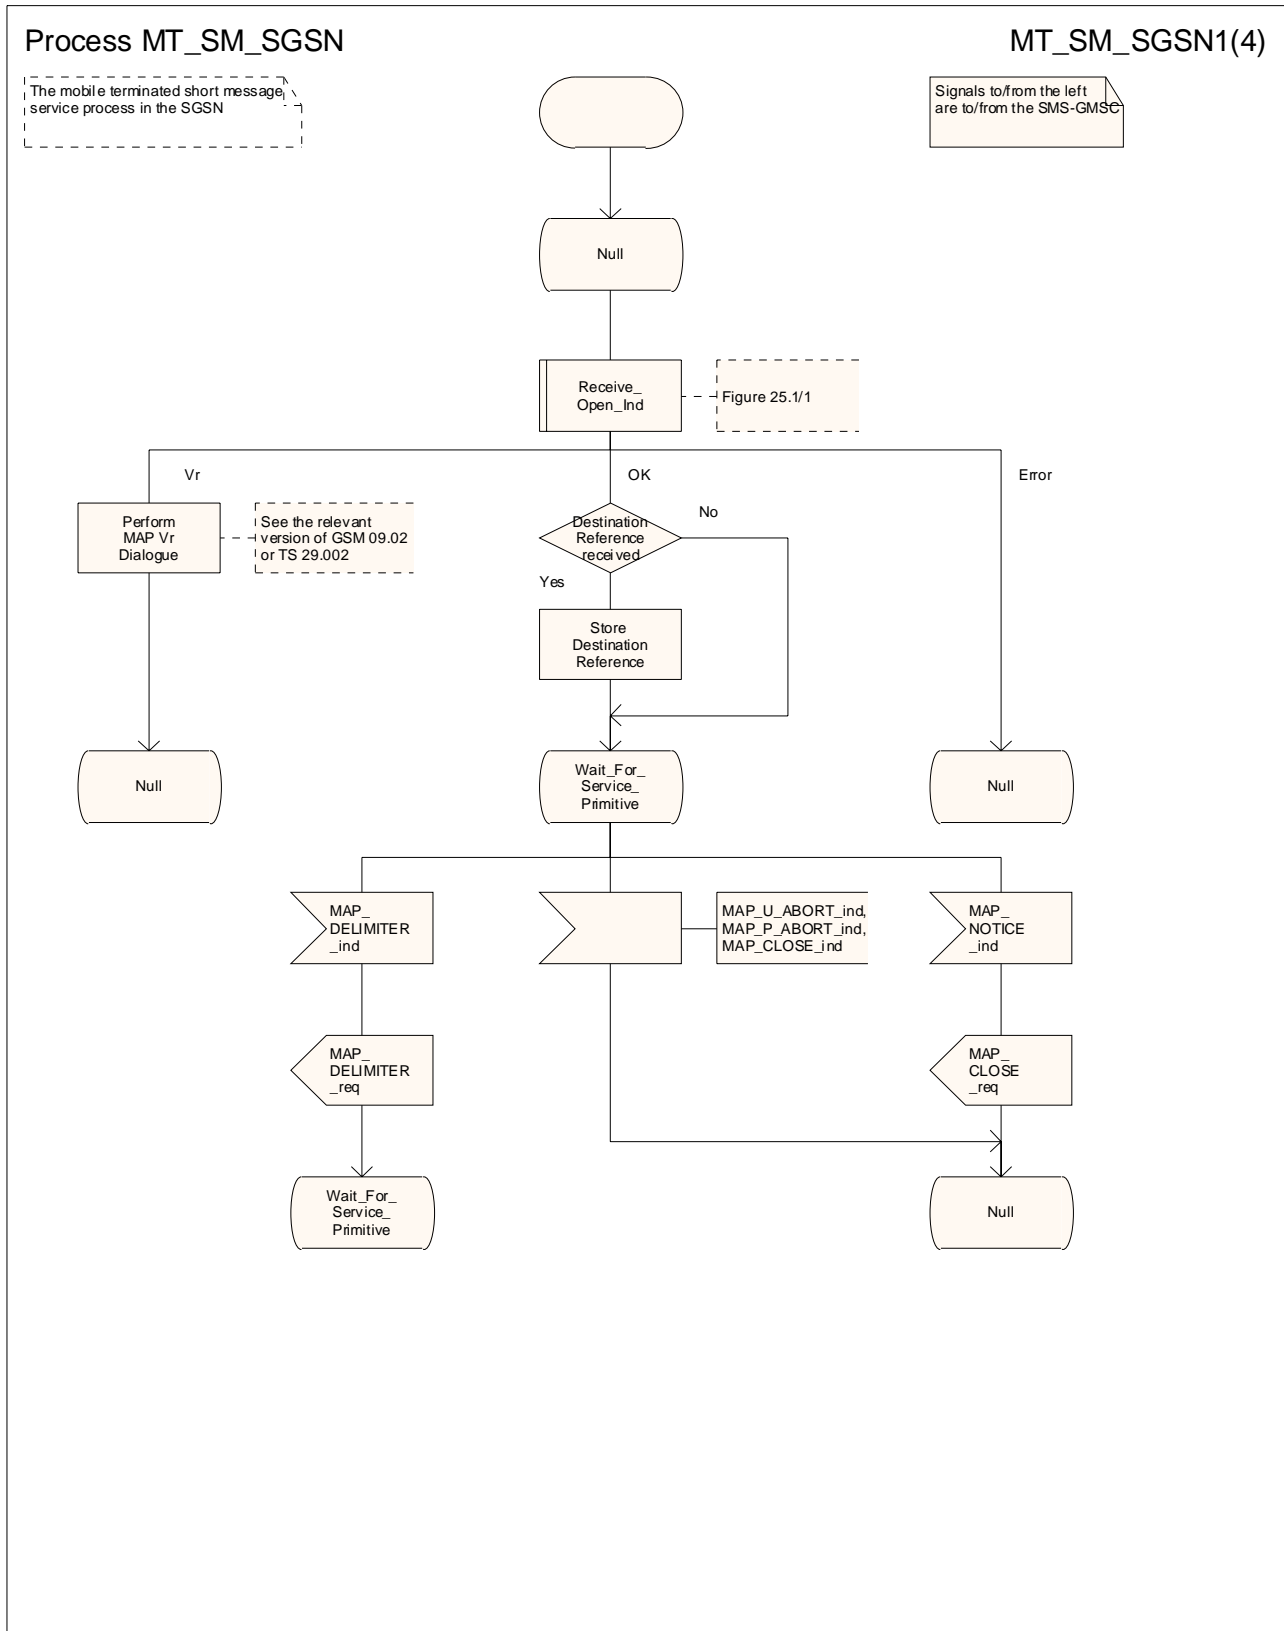 Process MT_SM_SGSN
MT_SM_SGSN1(4)
The mobile terminated short message
service process in the SGSN
Signals to/from the left
are to/from the SMS-GMSC
Null
Receive_
Open_Ind
Figure 25.1/1
Vr
OK
Error
Perform
MAP Vr
Dialogue
See the relevant
version of GSM 09.02
or TS 29.002
Destination
Reference
received
No
Yes
Store
Destination
Reference
Null
Wait_For_
Service_
Primitive
Null
MAP_
DELIMITER
_ind
MAP_U_ABORT_ind,
MAP_P_ABORT_ind,
MAP_CLOSE_ind
MAP_
NOTICE
_ind
MAP_
DELIMITER
_req
MAP_
CLOSE
_req
Wait_For_
Service_
Primitive
Null